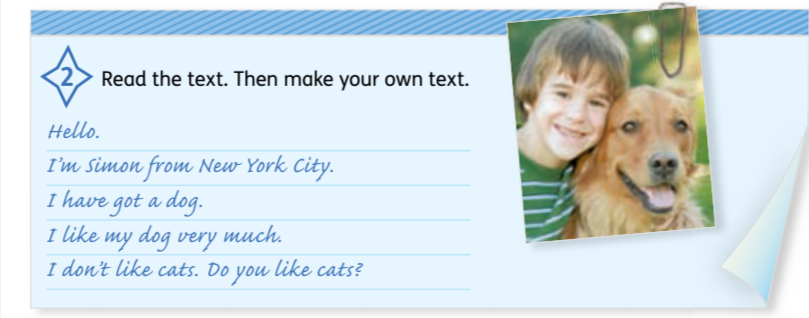 2 Read the text. Then make your own text.
Hello.
I'm Simon from New York City.
I have got a dog.
I like my dog very much.
I don't like cats. Do you like cats?